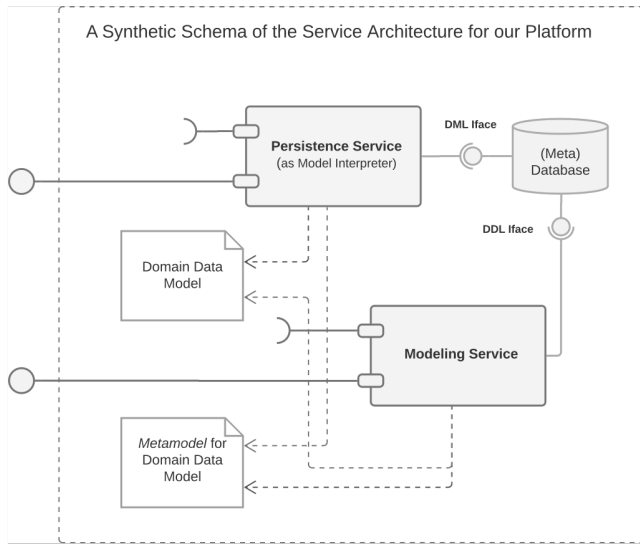 A Synthetic Schema of the Service Architecture for our Platform
DML Iface
Persistence Service
(as Model Interpreter)
(Meta)
Database
DDL Iface
Domain Data
Model
Modeling Service
Metamodel for
Domain Data
Model